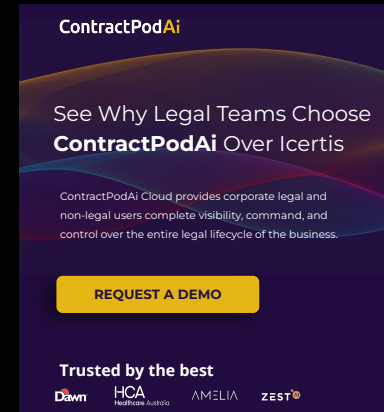 ContractPodAi
See Why Legal Teams Choose
ContractPodAi Over Icertis
ContractPodAi Cloud provides corporate legal and
non-legal users complete visibility, command, and
control over the entire legal lifecycle of the business.
REQUEST A DEMO
Trusted by the best
Dawn HCA AMELIA ZEST AI
Healthcare Australia